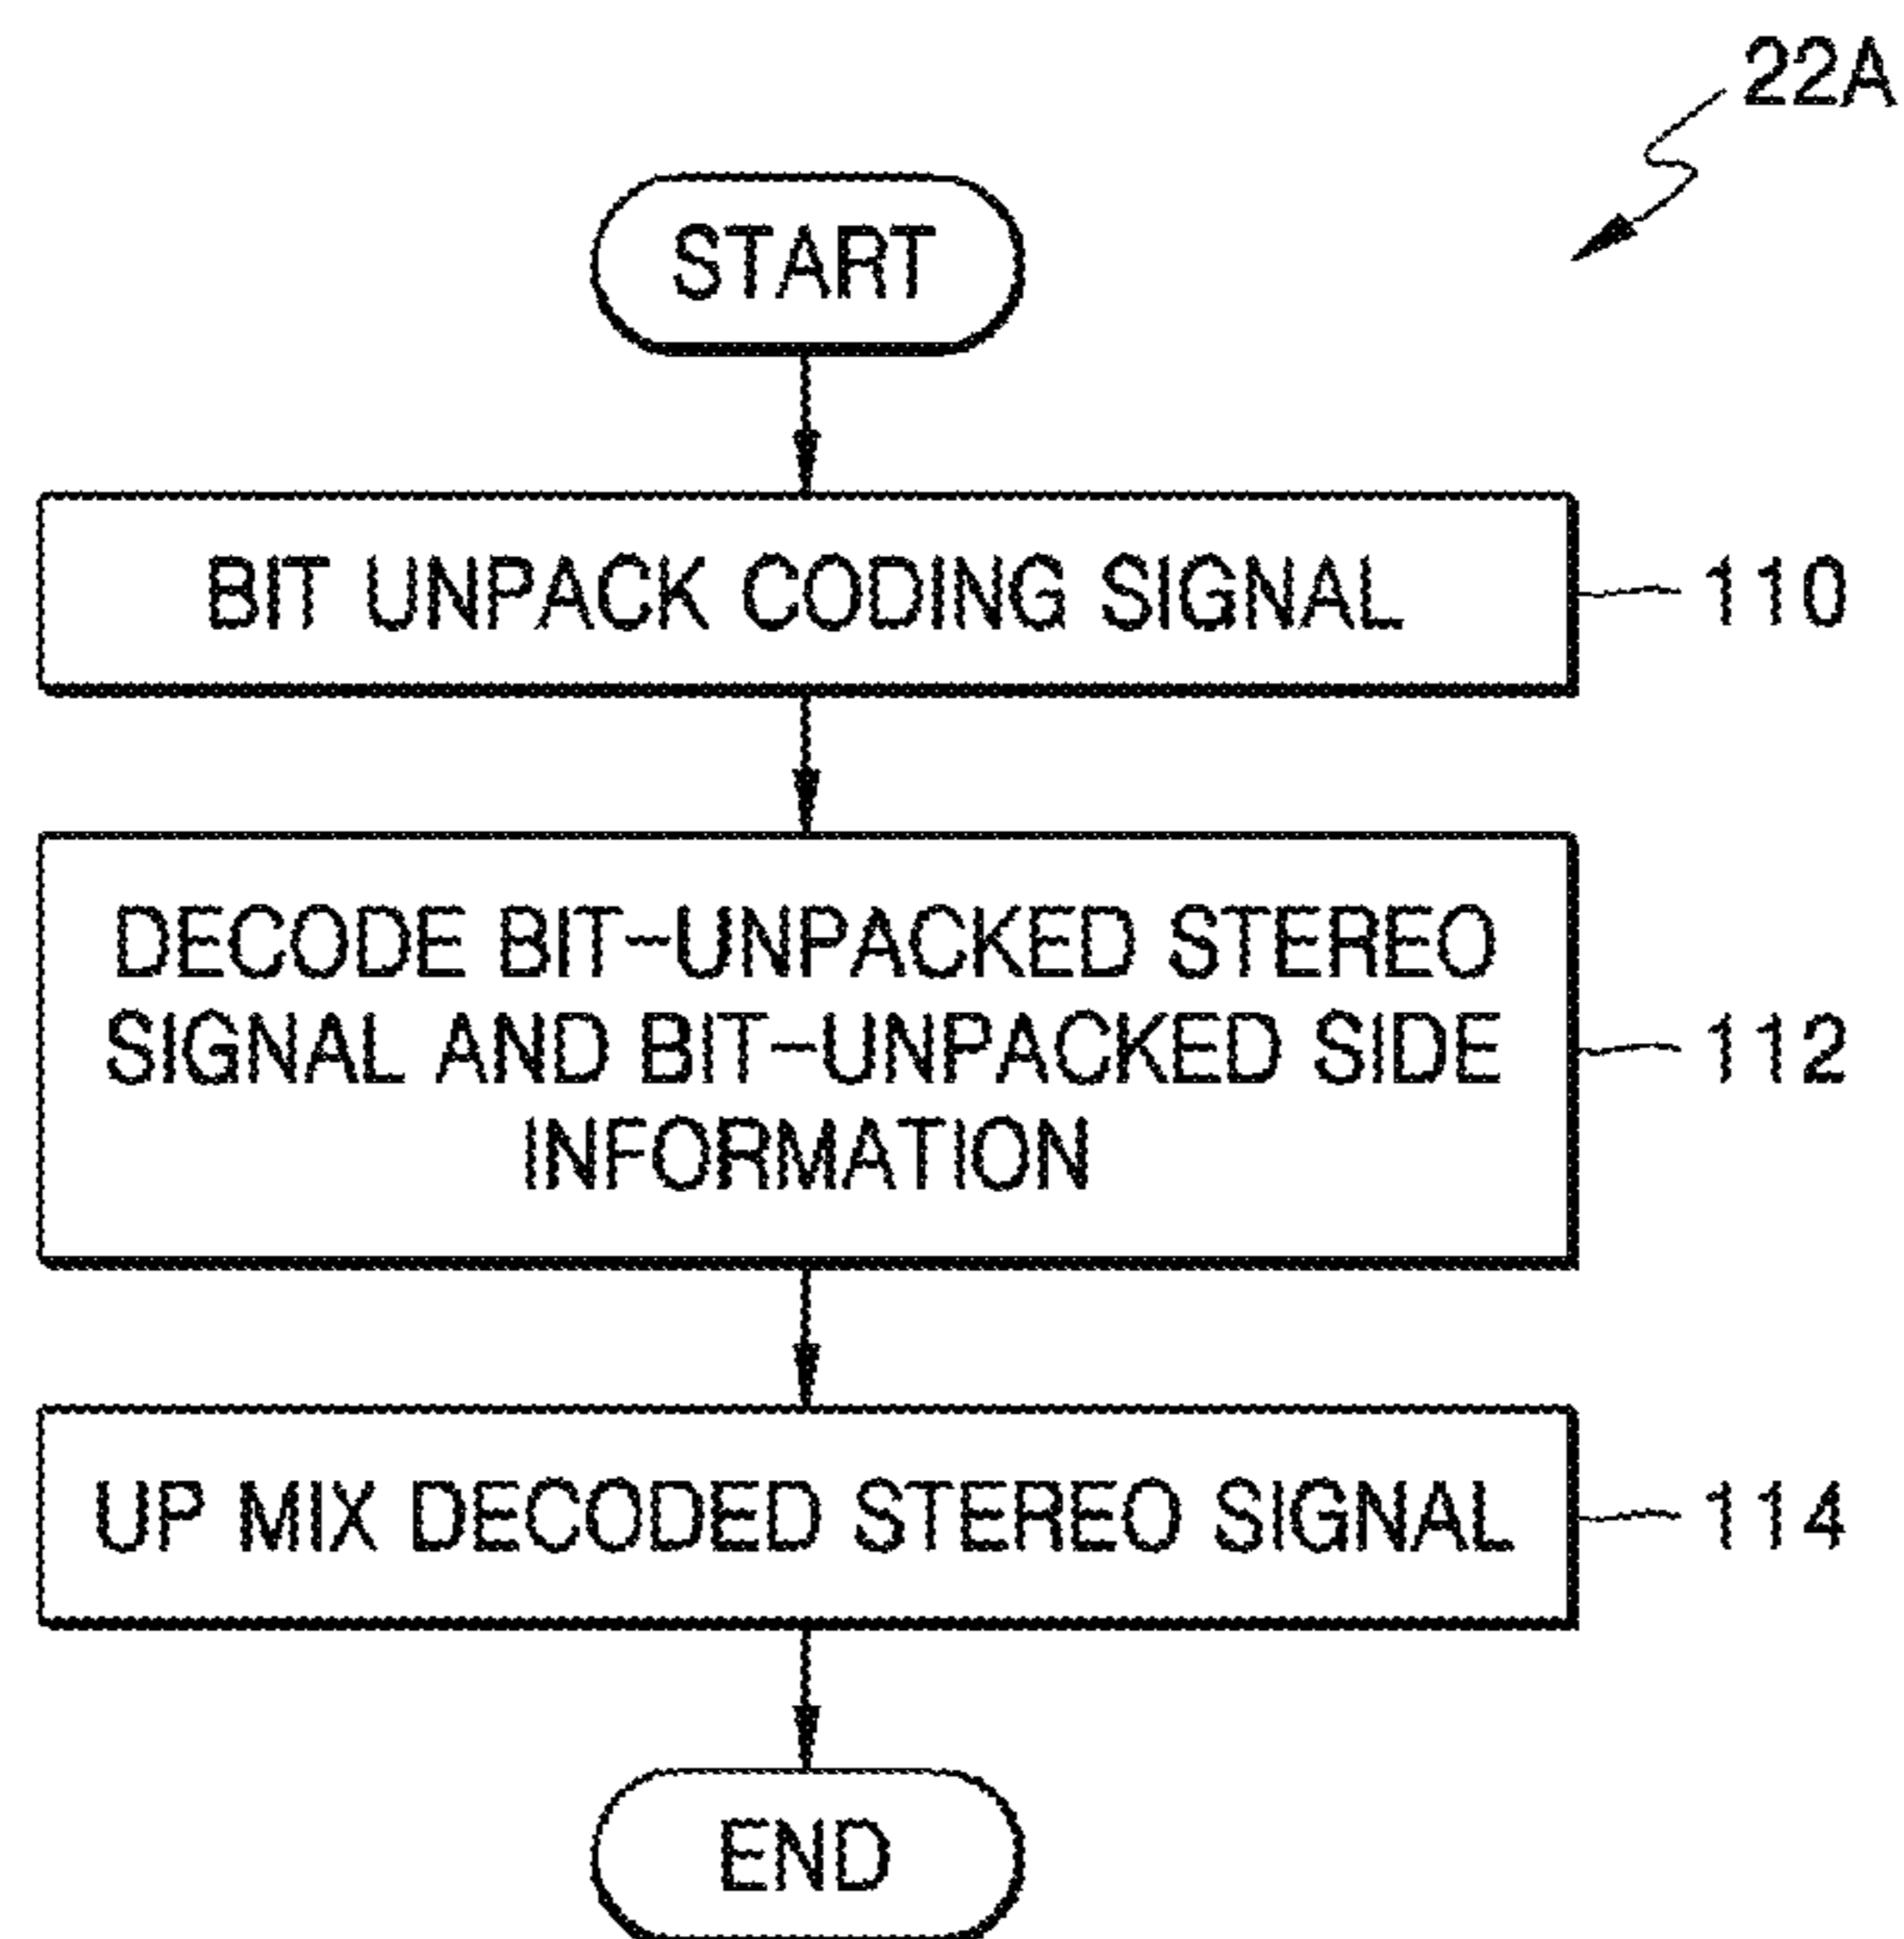 22A
START
BIT UNPACK CODING SIGNAL
110
DECODE BIT-UNPACKED STEREO
SIGNAL AND BIT-UNPACKED SIDE
INFORMATION
112
UP MIX DECODED STEREO SIGNAL
114
END